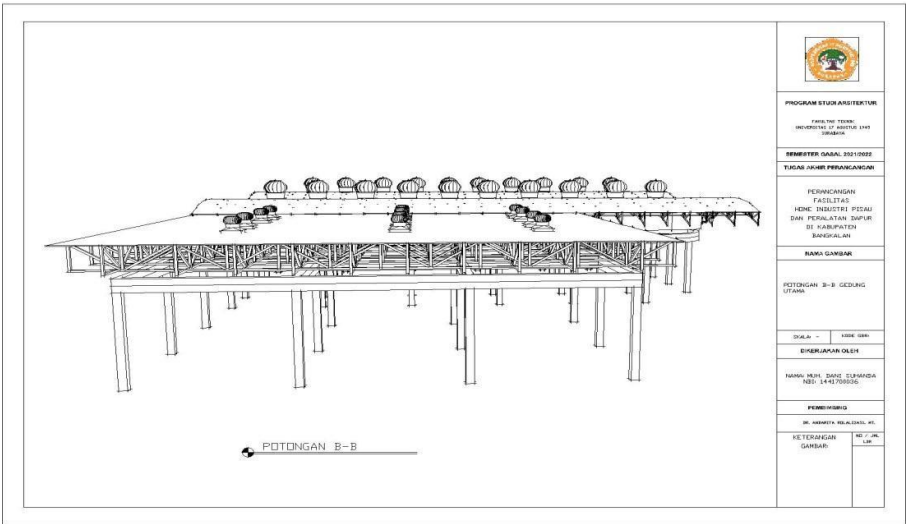 POTONGAN B-B
PROGRAM STUDI ARSITEKTUR
FAKULTAS TEKNIK
UNIVERSITAS 17 AGUSTUS 1945
SURABAYA
SEMESTER GASAL 2021/2022
TUGAS AKHIR PERANCANGAN
PERANCANGAN
FASILITAS
HOME INDUSTRI PISAU
DAN PERALATAN DAPUR
DI KABUPATEN
BANGKALAN
NAMA GAMBAR
POTONGAN B-B GEDUNG
UTAMA
SKALA: -
KODE GBR:
DIKERJAKAN OLEH
NAMA: MUH. DANI SUHANDA
NBI: 1441700036
PEMBIMBING
KETERANGAN
GAMBAR:
NO / JML
LBR